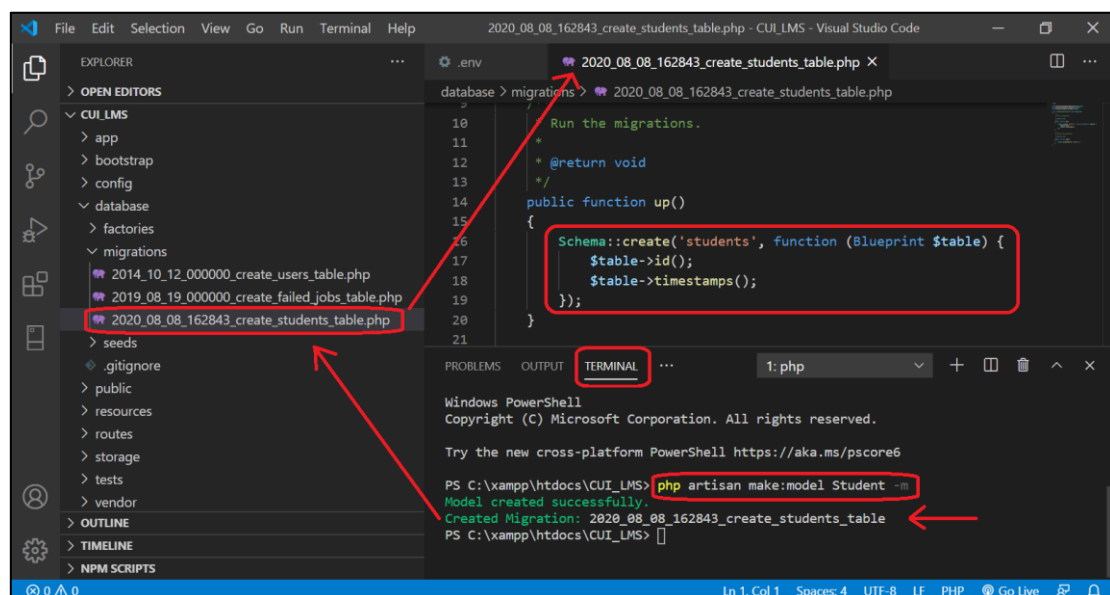 File Edit Selection View Go Run Terminal Help 2020_08_08_162843_create_students_table.php - CUI_LMS - Visual Studio Code
EXPLORER
OPEN EDITORS
CUI_LMS
app
bootstrap
config
database
factories
migrations
2014_10_12_000000_create_users_table.php
2019_08_19_000000_create_failed_jobs_table.php
2020_08_08_162843_create_students_table.php
seeds
.gitignore
public
resources
routes
storage
tests
vendor
OUTLINE
TIMELINE
NPM SCRIPTS
.env 2020_08_08_162843_create_students_table.php
database > migrations > 2020_08_08_162843_create_students_table.php
9 /**
10 * Run the migrations.
11 *
12 * @return void
13 */
14 public function up()
15 {
16 Schema::create('students', function (Blueprint $table) {
17 $table->id();
18 $table->timestamps();
19 });
20 }
21
PROBLEMS OUTPUT TERMINAL ··· 1: php
Windows PowerShell
Copyright (C) Microsoft Corporation. All rights reserved.
Try the new cross-platform PowerShell https://aka.ms/pscore6
PS C:\xampp\htdocs\CUI_LMS> php artisan make:model Student -m
Model created successfully.
Created Migration: 2020_08_08_162843_create_students_table
PS C:\xampp\htdocs\CUI_LMS>
0 0 Ln 1, Col 1 Spaces: 4 UTF-8 LF PHP Go Live